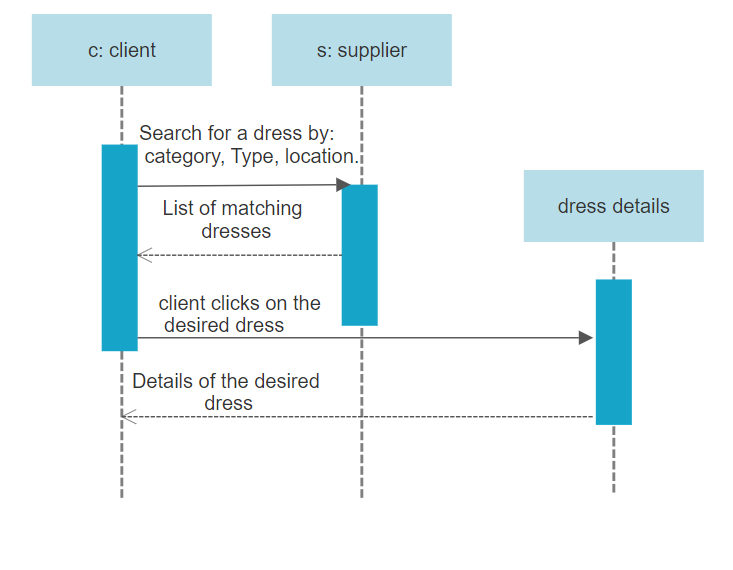 c: client
s: supplier
Search for a dress by:
category, Type, location.
List of matching
dresses
dress details
client clicks on the
desired dress
Details of the desired
dress